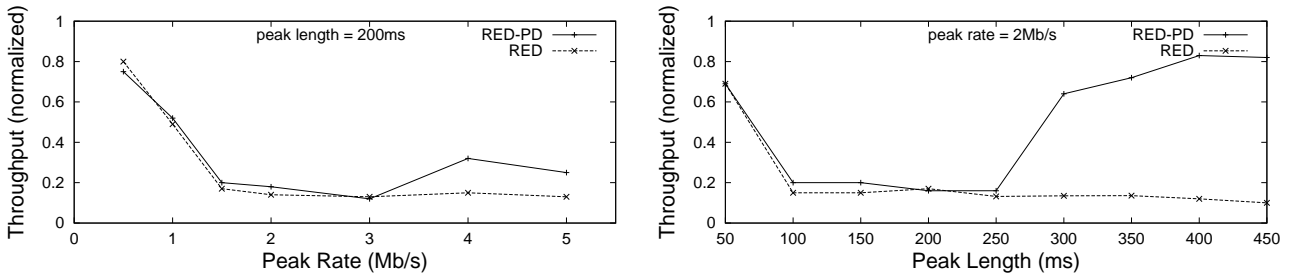 Throughput (normalized)
1
0.8
0.6
0.4
0.2
0
peak length = 200ms
RED-PD
RED
0 1 2 3 4 5
Peak Rate (Mb/s)
Throughput (normalized)
1
0.8
0.6
0.4
0.2
0
peak rate = 2Mb/s
RED-PD
RED
50 100 150 200 250 300 350 400 450
Peak Length (ms)